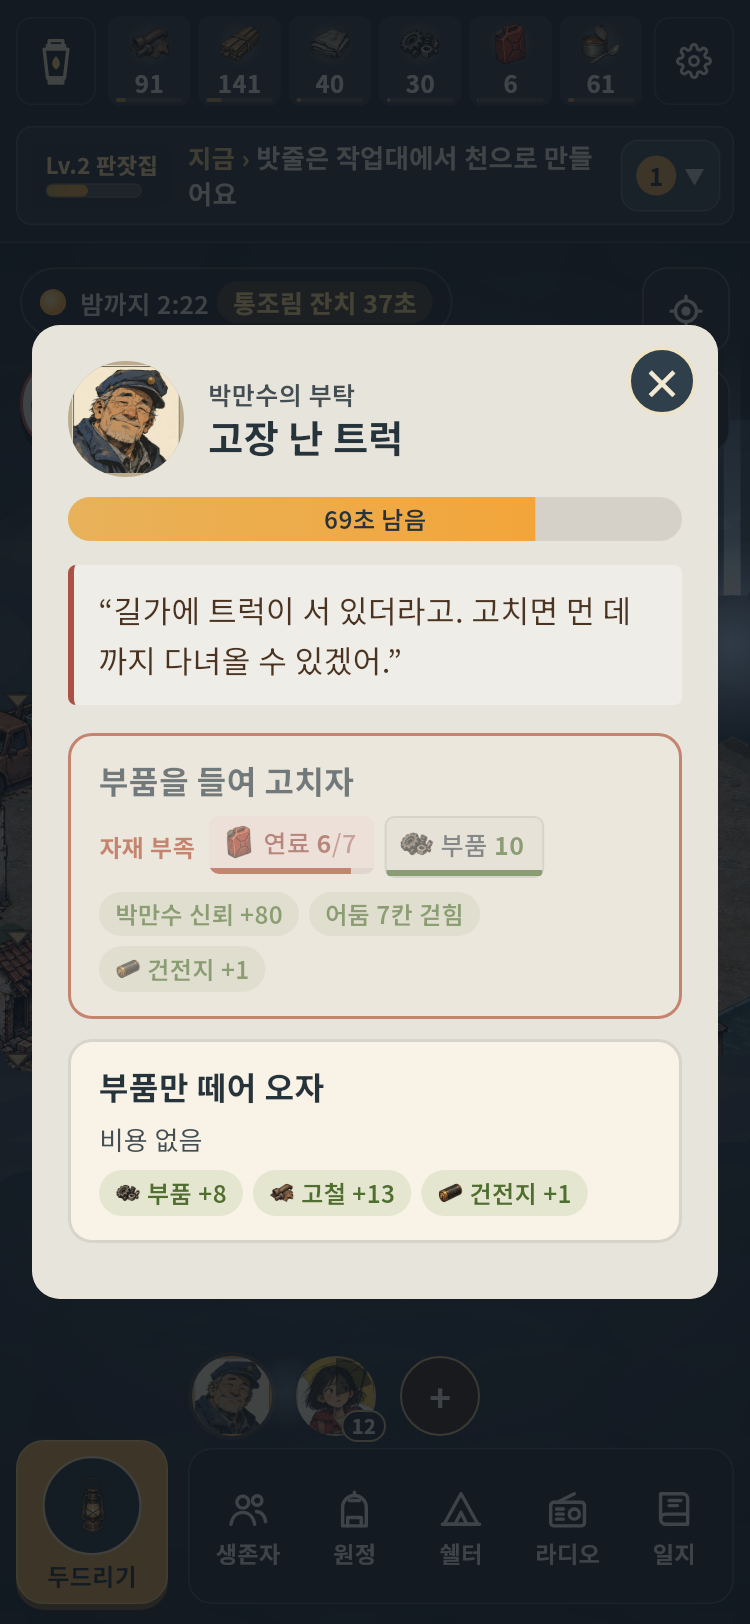 91
141
40
30
6
61
Lv.2 판잣집
지금 › 밧줄은 작업대에서 천으로 만들
어요
1
밤까지 2:22
통조림 잔치 37초
박만수의 부탁
고장 난 트럭
69초 남음
“길가에 트럭이 서 있더라고. 고치면 먼 데
까지 다녀올 수 있겠어.”
부품을 들여 고치자
자재 부족 연료 6/7 부품 10
박만수 신뢰 +80 어둠 7칸 걷힘
건전지 +1
부품만 떼어 오자
비용 없음
부품 +8 고철 +13 건전지 +1
12
+
두드리기
생존자
원정
쉘터
라디오
일지